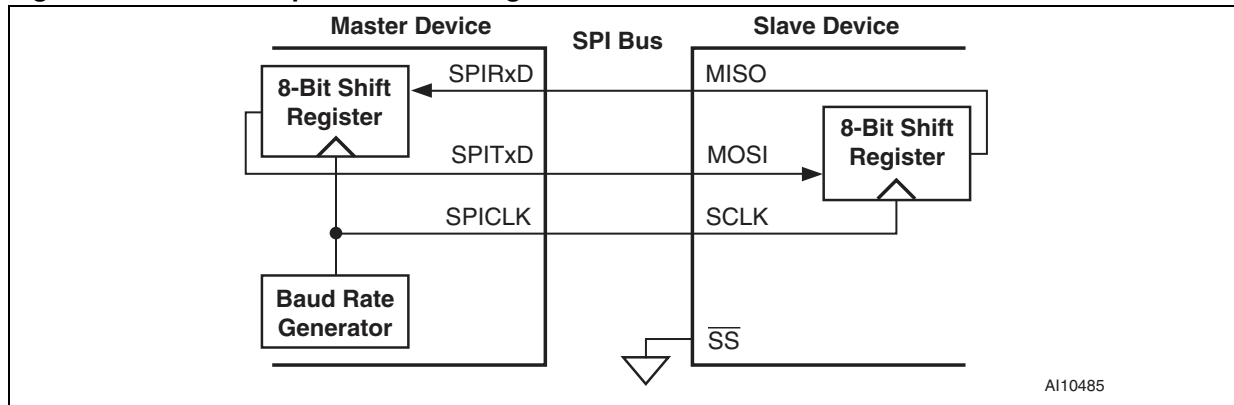 Master Device
SPI Bus
Slave Device
SPIRxD
MISO
8-Bit Shift
Register
8-Bit Shift
Register
SPITxD
MOSI
SPICLK
SCLK
Baud Rate
Generator
SS
AI10485